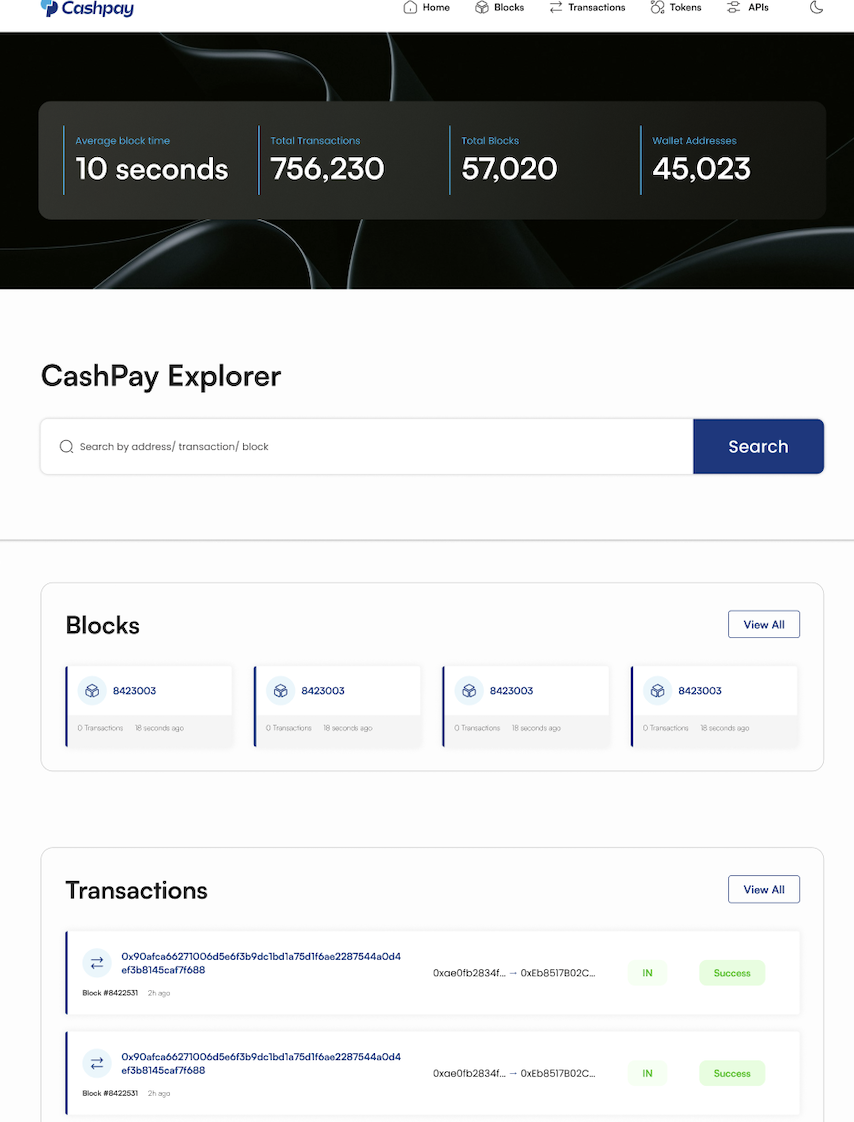 Cashpay
Home Blocks Transactions Tokens APIs
Average block time Total Transactions Total Blocks Wallet Addresses
10 seconds 756,230 57,020 45,023
CashPay Explorer
Search by address/ transaction/ block Search
Blocks View All
8423003 8423003 8423003 8423003
0 Transactions 18 seconds ago 0 Transactions 18 seconds ago 0 Transactions 18 seconds ago 0 Transactions 18 seconds ago
Transactions View All
0x90afca66271006d5e6f3b9dc1bd1a75d1f6ae2287544a0d4
ef3b8145caf7f688
0xae0fb2834f... → 0xEb8517B02C... IN Success
Block #8422531 2h ago
0x90afca66271006d5e6f3b9dc1bd1a75d1f6ae2287544a0d4
ef3b8145caf7f688
0xae0fb2834f... → 0xEb8517B02C... IN Success
Block #8422531 2h ago